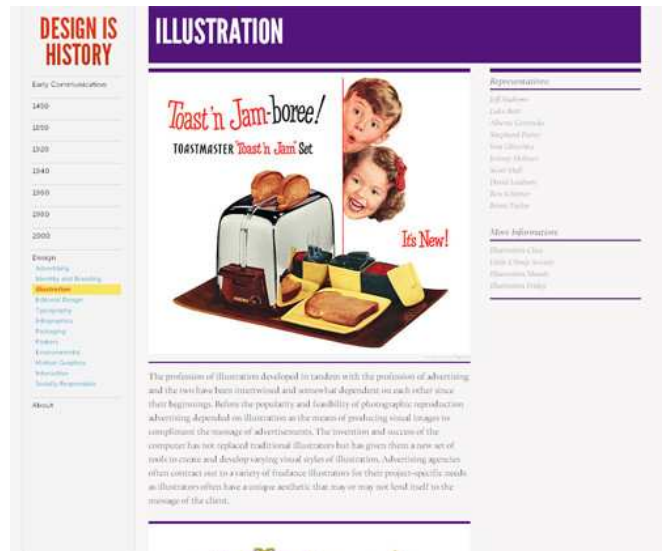 DESIGN IS
HISTORY
Early Communication
1450
1850
1920
1940
1960
1980
2000
Design
Advertising
Identity and Branding
Illustration
Editorial Design
Typography
Infographics
Packaging
Posters
Environments
Motion Graphics
Interactive
Social Responsibility
About
ILLUSTRATION
Toast'n Jam-boree!
TOASTMASTER Toast'n Jam Set
It's New!
The profession of illustration developed in tandem with the profession of advertising
and the two have been intertwined and somewhat dependent on each other since
their beginnings. Before the popularity and feasibility of photographic reproduction
advertising depended on illustration as the means of producing visual images to
compliment the message of advertisements. The invention and success of the
computer has not replaced traditional illustrators but has given them a new set of
tools to create and develop varying visual styles of illustration. Advertising agencies
often contract out to a variety of freelance illustrators for their project-specific needs
as illustrators often have a unique aesthetic that may or may not lend itself to the
message of the client.
Representatives
More Information
Illustration Class
Illustration Friday